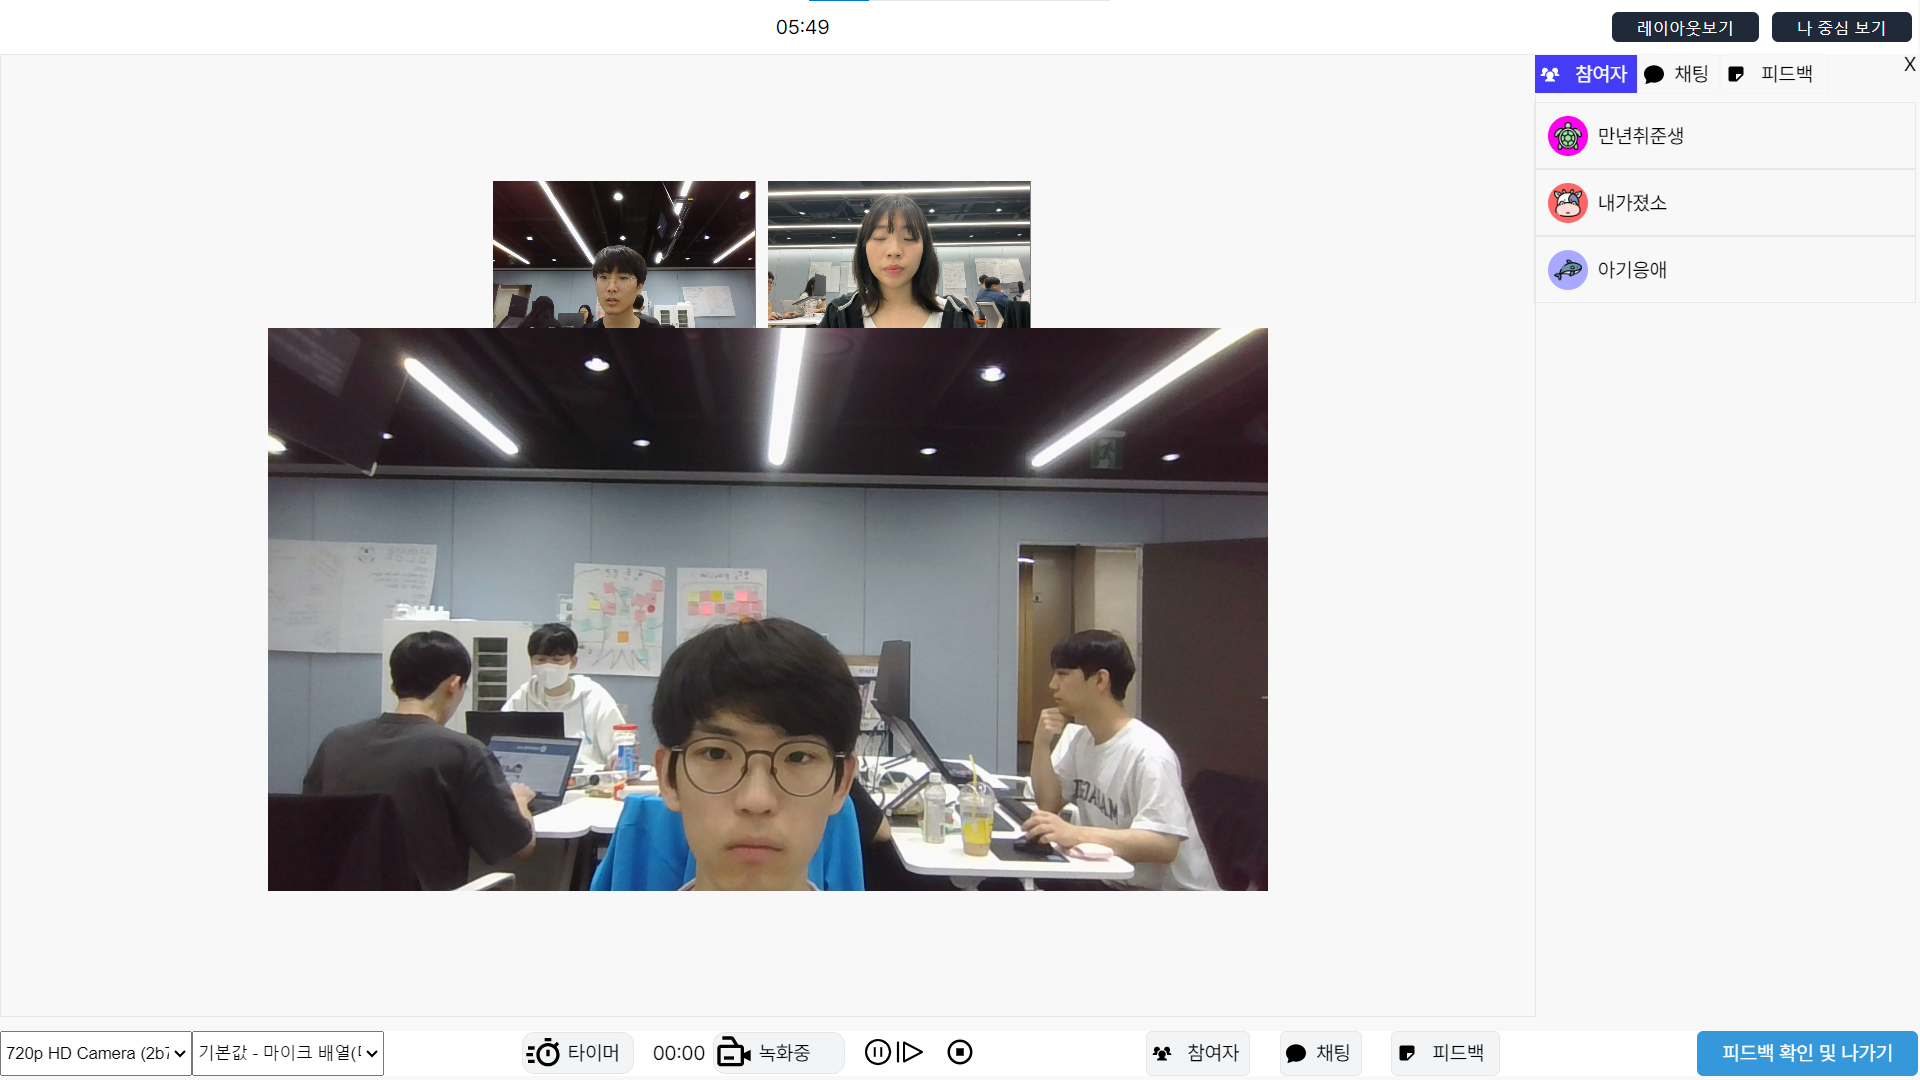 05:49
레이아웃보기
나 중심 보기
참여자
채팅
피드백
X
만년취준생
내가졌소
아기응애
720p HD Camera (2b7
기본값 - 마이크 배열(
타이머
00:00
녹화중
참여자
채팅
피드백
피드백 확인 및 나가기